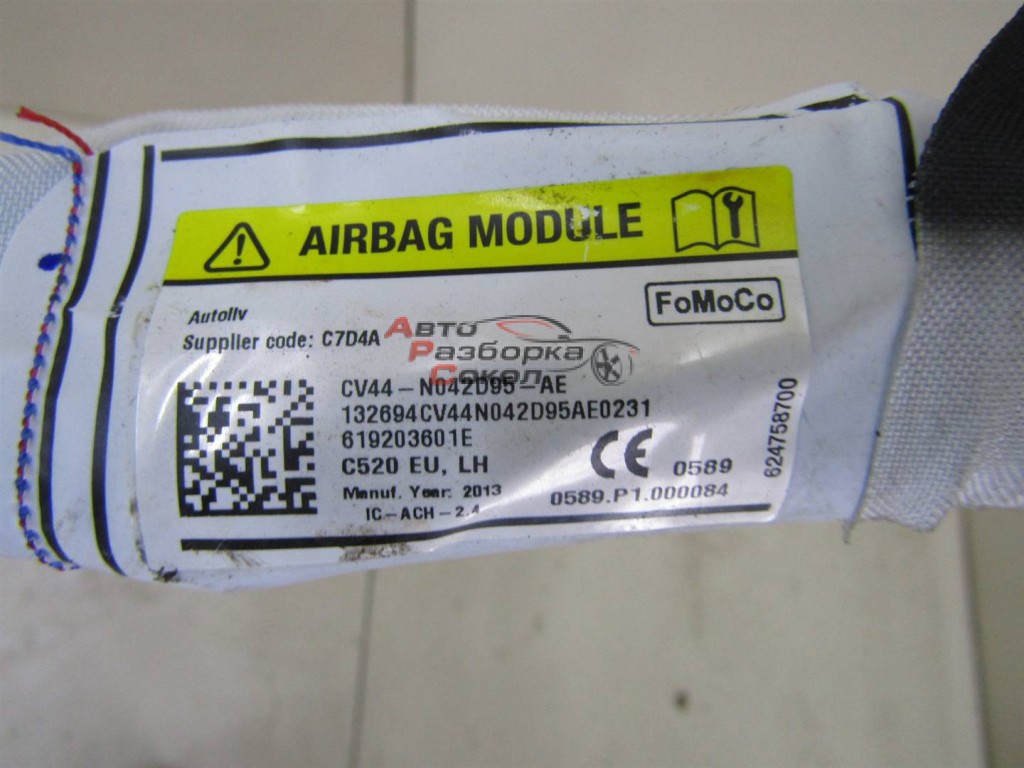 AIRBAG MODULE
FoMoCo
Autoliv
Supplier code: C7D4A
Авто
Разборка
Сокол
CV44-N042D95-AE
132694CV44N042D95AE0231
619203601E
C520 EU, LH
CE 0589
Manuf. Year: 2013
0589.P1.000084
IC-ACH-2.4
624758700